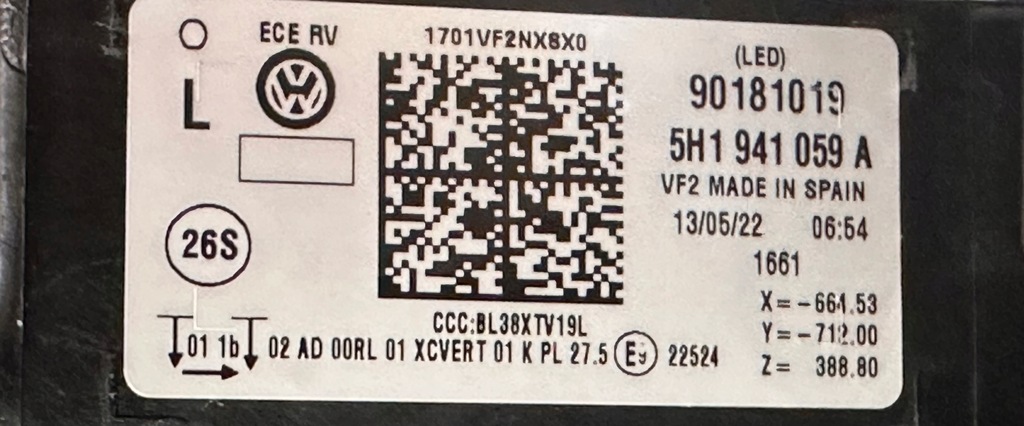 ECE RV
L
26S
01 1b
1701VF2NX8X0
CCC:BL38XTV19L
02 AD 00RL 01 XCVERT 01 K PL 27.5 E9 22524
(LED)
90181019
5H1 941 059 A
VF2 MADE IN SPAIN
13/05/22 06:54
1661
X= -664.53
Y= -712.00
Z= 388.80